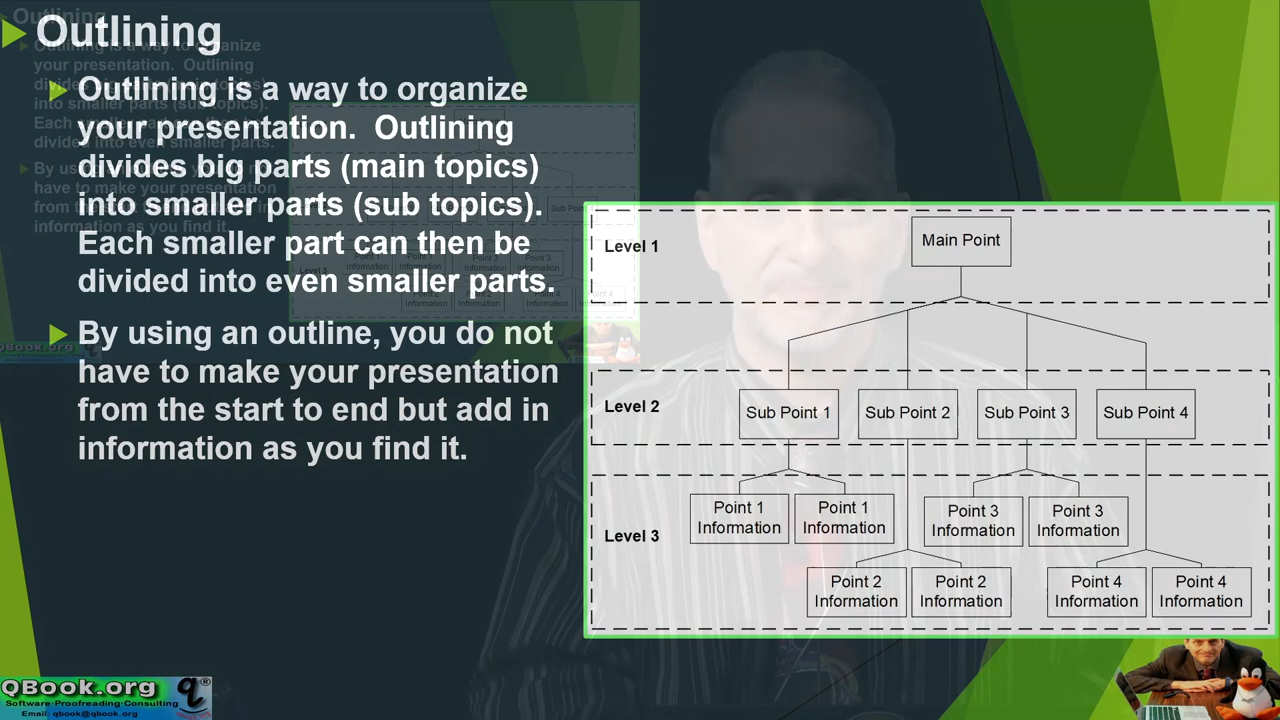 Outlining
Outlining is a way to organize
your presentation. Outlining
divides big parts (main topics)
into smaller parts (sub topics).
Each smaller part can then be
divided into even smaller parts.
By using an outline, you do not
have to make your presentation
from the start to end but add in
information as you find it.
Level 1
Main Point
Level 2
Sub Point 1
Sub Point 2
Sub Point 3
Sub Point 4
Level 3
Point 1
Information
Point 1
Information
Point 3
Information
Point 3
Information
Point 2
Information
Point 2
Information
Point 4
Information
Point 4
Information
QBook.org
Software·Proofreading·Consulting
Email: qbook@qbook.org
q®